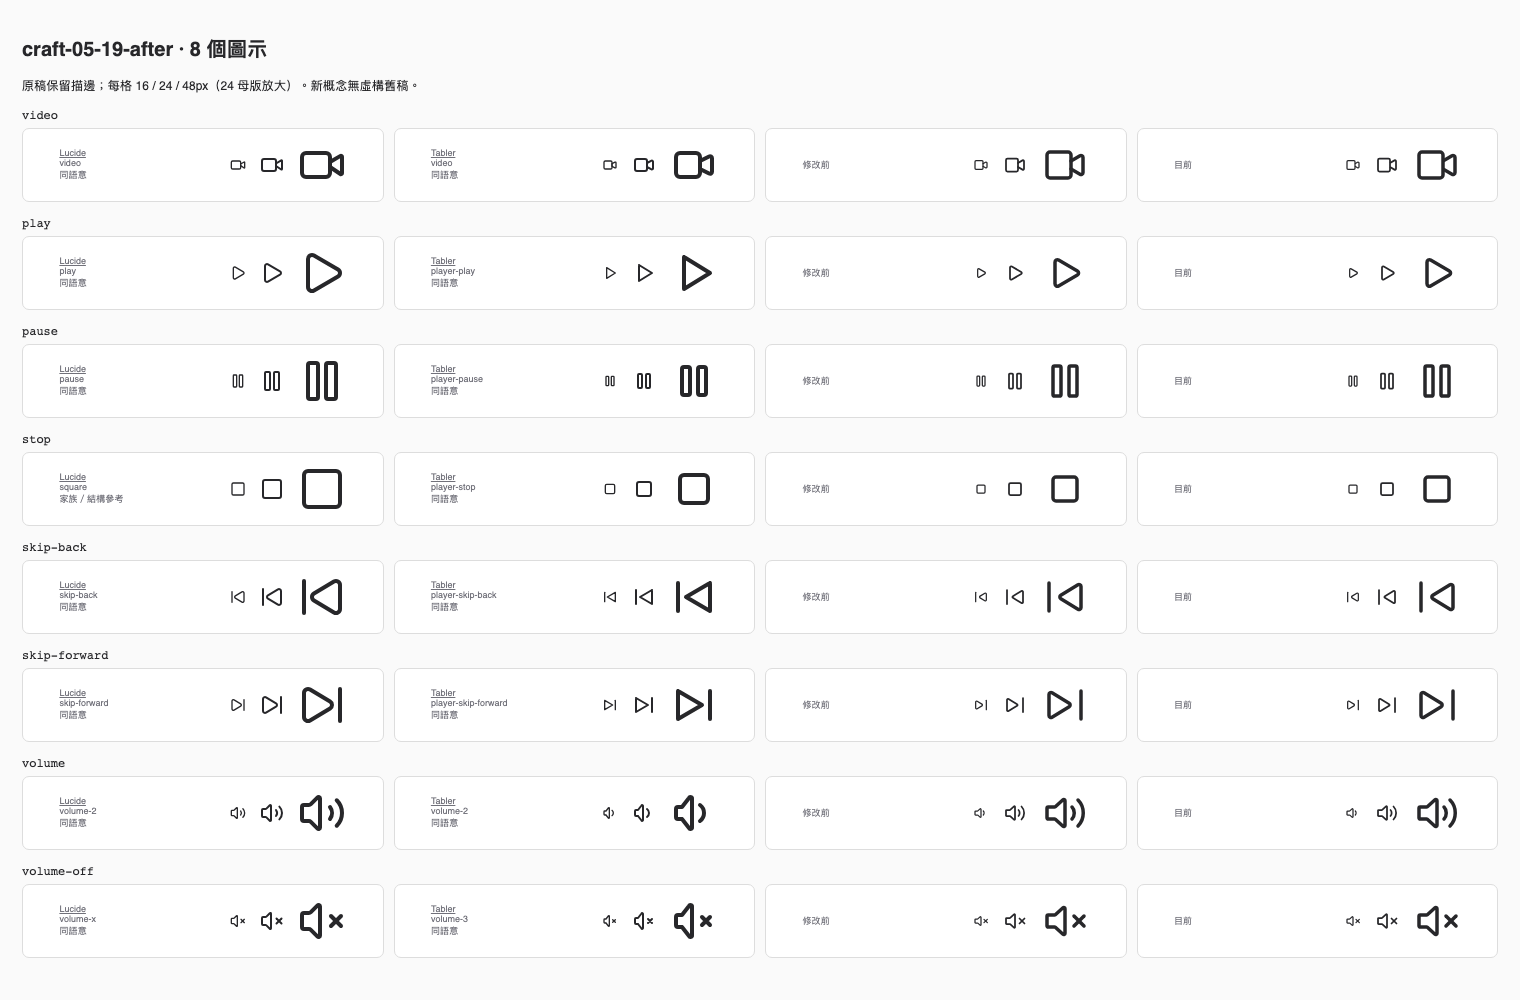 craft-05-19-after · 8 個圖示
原稿保留描邊；每格 16 / 24 / 48px（24 母版放大）。新概念無虛構舊稿。
video
Lucide
video
同語意
Tabler
video
同語意
修改前
目前
play
Lucide
play
同語意
Tabler
player-play
同語意
修改前
目前
pause
Lucide
pause
同語意
Tabler
player-pause
同語意
修改前
目前
stop
Lucide
square
家族 / 結構參考
Tabler
player-stop
同語意
修改前
目前
skip-back
Lucide
skip-back
同語意
Tabler
player-skip-back
同語意
修改前
目前
skip-forward
Lucide
skip-forward
同語意
Tabler
player-skip-forward
同語意
修改前
目前
volume
Lucide
volume-2
同語意
Tabler
volume-2
同語意
修改前
目前
volume-off
Lucide
volume-x
同語意
Tabler
volume-3
同語意
修改前
目前